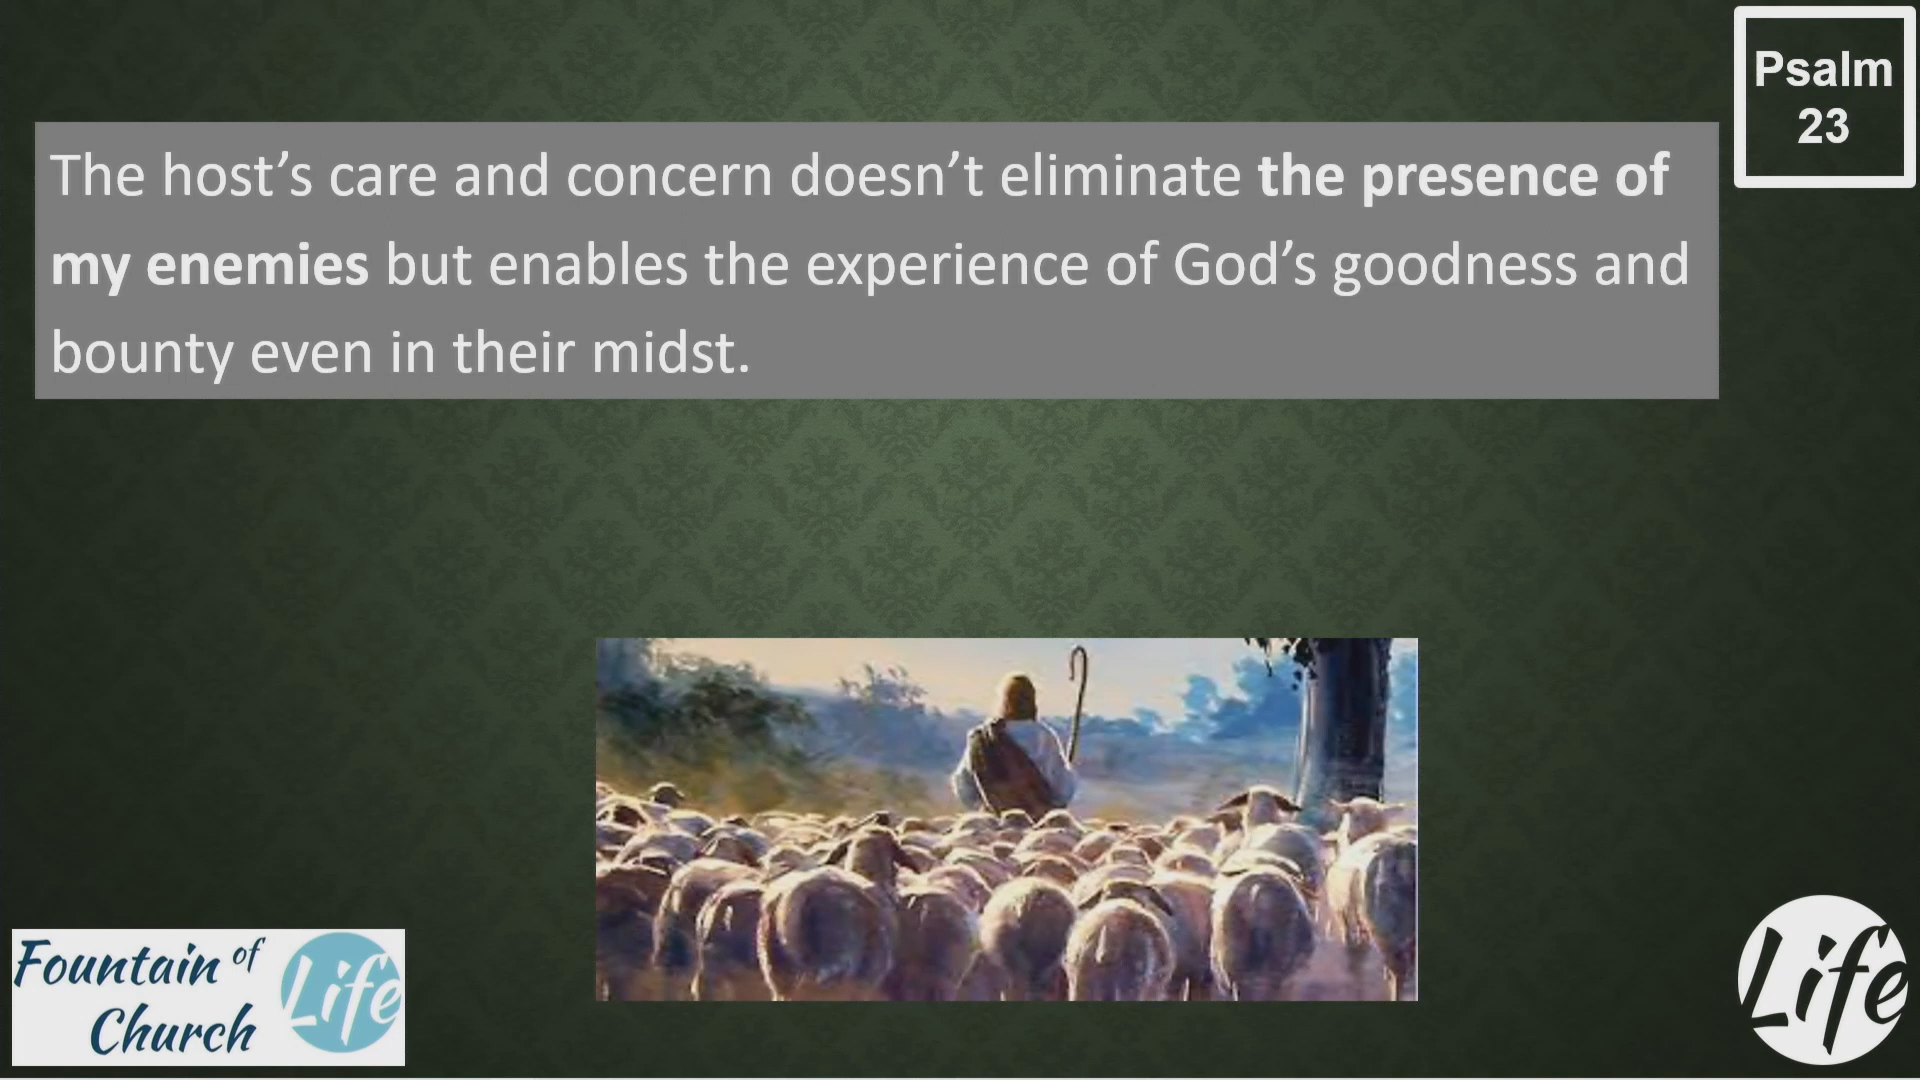 Psalm
23
The host’s care and concern doesn’t eliminate the presence of
my enemies but enables the experience of God’s goodness and
bounty even in their midst.
Fountain of
Church
Life
Life